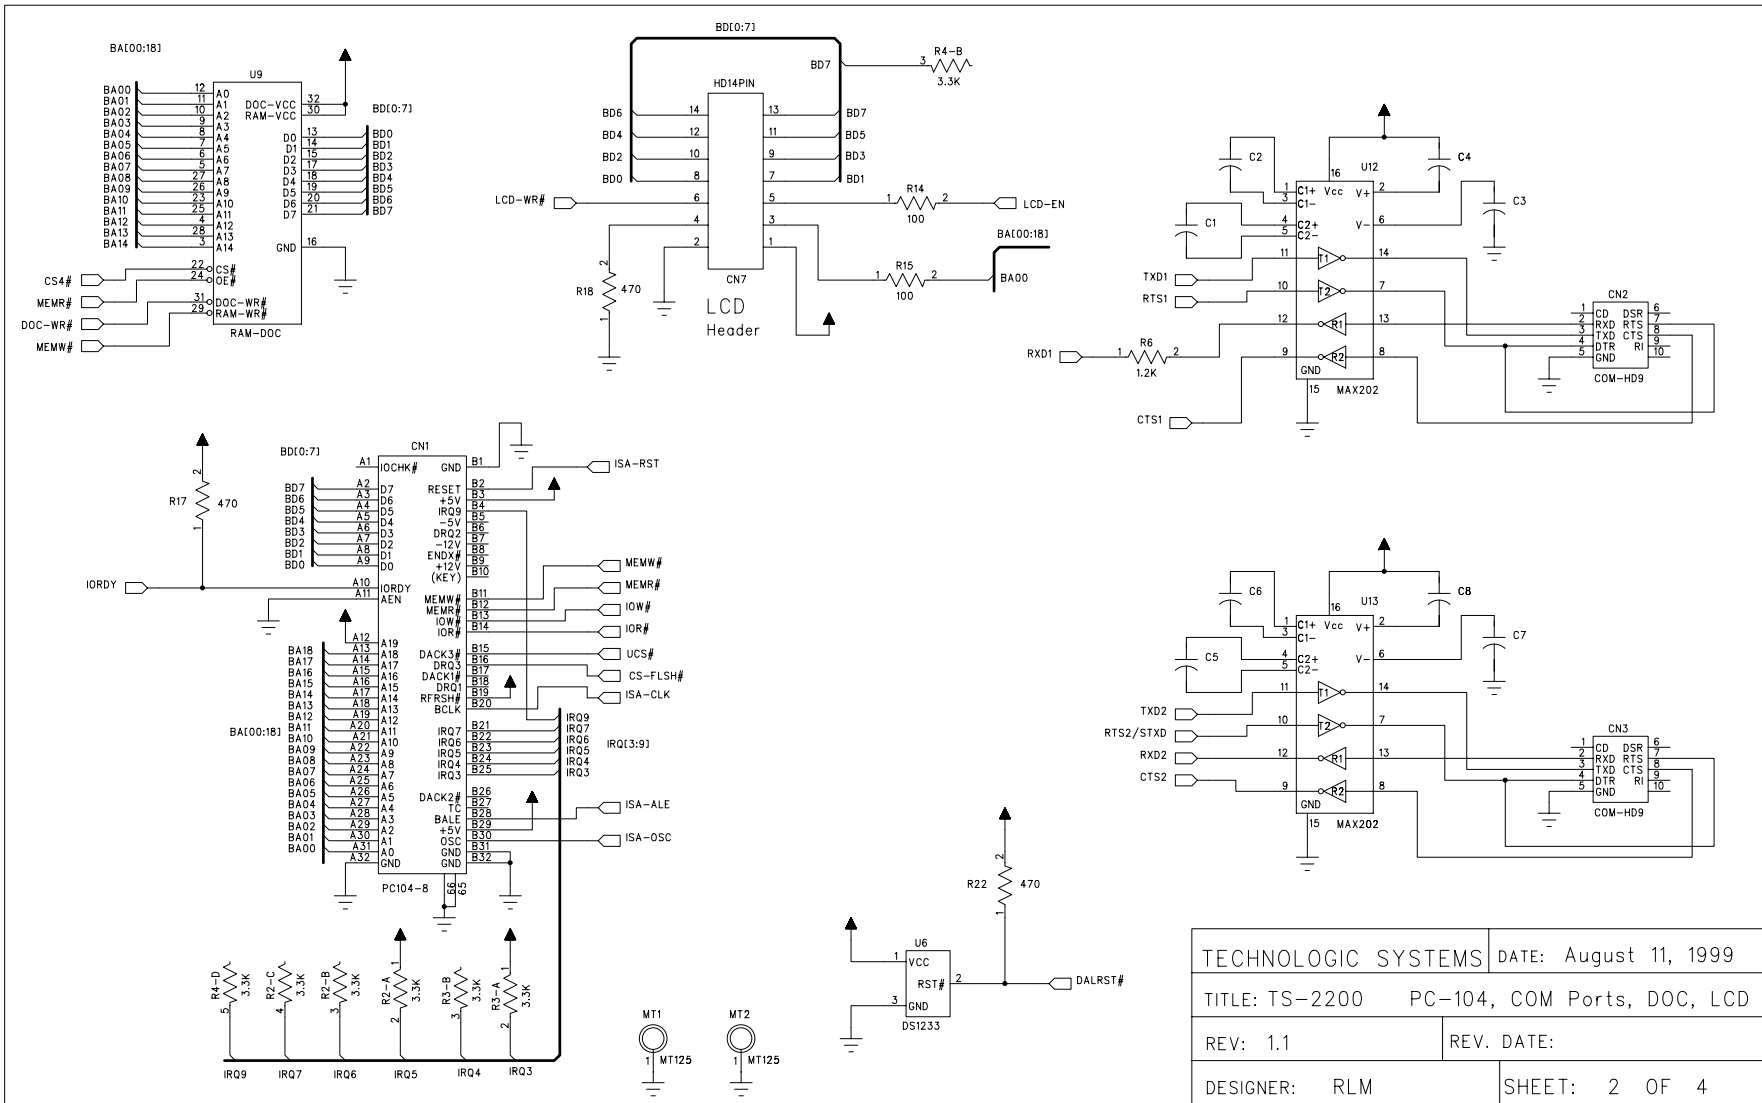 BA[00:18]
U9
BA00 12 A0
BA01 11 A1
BA02 10 A2
BA03 9 A3
BA04 8 A4
BA05 7 A5
BA06 6 A6
BA07 5 A7
BA08 27 A8
BA09 26 A9
BA10 23 A10
BA11 25 A11
BA12 4 A12
BA13 28 A13
BA14 3 A14
CS4# 22 CS#
MEMR# 24 OE#
DOC-WR# 31 DOC-WR#
MEMW# 29 RAM-WR#
DOC-VCC 32
RAM-VCC 30
BD[0:7]
D0 13 BD0
D1 14 BD1
D2 15 BD2
D3 17 BD3
D4 18 BD4
D5 19 BD5
D6 20 BD6
D7 21 BD7
GND 16
RAM-DOC
BD[0:7]
BD7 3 R4-B 3.3K
HD14PIN
BD6 14 13 BD7
BD4 12 11 BD5
BD2 10 9 BD3
BD0 8 7 BD1
LCD-WR# 6 5 1 R14 2 LCD-EN
100
4 3
2 1
BA[00:18]
1 R15 2 BA00
100
2 R18 470 1
CN7
LCD
Header
U12
C2 C4
C1 C3
16 Vcc
1 C1+ V+ 2
3 C1-
4 C2+ V- 6
5 C2-
TXD1 11 T1 14
RTS1 10 T2 7
12 R1 13
RXD1 1 R6 2 9 R2 8
1.2K
GND
15 MAX202
CTS1
CN2
1 CD DSR 6
2 RXD RTS 7
3 TXD CTS 8
4 DTR RI 9
5 GND 10
COM-HD9
2 R17 470 1
IORDY
BD[0:7]
CN1
A1 IOCHK# GND B1
BD7 A2 D7 RESET B2 ISA-RST
BD6 A3 D6 +5V B3
BD5 A4 D5 IRQ9 B4
BD4 A5 D4 -5V B5
BD3 A6 D3 DRQ2 B6
BD2 A7 D2 -12V B7
BD1 A8 D1 ENDX# B8
BD0 A9 D0 +12V B9
(KEY) B10
A10 IORDY
A11 AEN MEMW# B11 MEMW#
MEMR# B12 MEMR#
IOW# B13 IOW#
IOR# B14 IOR#
A12 A19
BA18 A13 A18 DACK3# B15 UCS#
BA17 A14 A17 DRQ3 B16 CS-FLSH#
BA16 A15 A16 DACK1# B17
BA15 A16 A15 DRQ1 B18
BA14 A17 A14 RFRSH# B19
BA13 A18 A13 BCLK B20 ISA-CLK
BA12 A19 A12
BA11 A20 A11 IRQ7 B21
BA10 A21 A10 IRQ6 B22
BA09 A22 A9 IRQ5 B23
BA08 A23 A8 IRQ4 B24
BA07 A24 A7 IRQ3 B25
BA06 A25 A6
BA05 A26 A5 DACK2# B26
BA04 A27 A4 TC B27
BA03 A28 A3 BALE B28 ISA-ALE
BA02 A29 A2 +5V B29
BA01 A30 A1 OSC B30 ISA-OSC
BA00 A31 A0 GND B31
A32 GND GND B32
BA[00:18]
IRQ9
IRQ7
IRQ6
IRQ5
IRQ4
IRQ3
IRQ[3:9]
PC104-8 66 65
R4-D 3.3K 5
R2-C 3.3K 4
R2-B 3.3K 3
1 R2-A 3.3K 2
R3-B 3.3K 3
1 R3-A 3.3K 2
IRQ9 IRQ7 IRQ6 IRQ5 IRQ4 IRQ3
MT1 MT2
1 MT125 1 MT125
2 R22 470 1
U6
1 VCC
RST# 2 DALRST#
3 GND
DS1233
U13
C6 C8
C5 C7
16 Vcc
1 C1+ V+ 2
3 C1-
4 C2+ V- 6
5 C2-
TXD2 11 T1 14
RTS2/STXD 10 T2 7
RXD2 12 R1 13
CTS2 9 R2 8
GND
15 MAX202
CN3
1 CD DSR 6
2 RXD RTS 7
3 TXD CTS 8
4 DTR RI 9
5 GND 10
COM-HD9
TECHNOLOGIC SYSTEMS DATE: August 11, 1999
TITLE: TS-2200 PC-104, COM Ports, DOC, LCD
REV: 1.1 REV. DATE:
DESIGNER: RLM SHEET: 2 OF 4